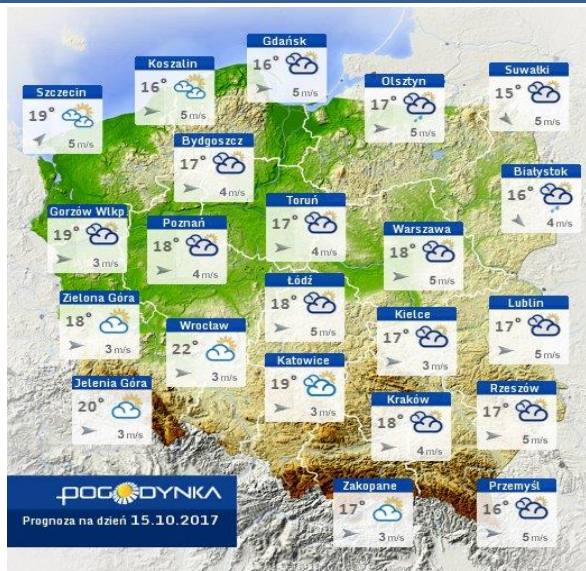 Gdańsk
16°
5 m/s
Koszalin
16°
5 m/s
Suwałki
15°
5 m/s
Olsztyn
17°
5 m/s
Szczecin
19°
5 m/s
Bydgoszcz
17°
4 m/s
Białystok
16°
4 m/s
Toruń
17°
4 m/s
Gorzów Wlkp
19°
3 m/s
Poznań
18°
4 m/s
Warszawa
18°
5 m/s
Łódź
18°
5 m/s
Zielona Góra
18°
3 m/s
Lublin
17°
5 m/s
Kielce
17°
3 m/s
Wrocław
22°
3 m/s
Katowice
19°
3 m/s
Jelenia Góra
20°
3 m/s
Rzeszów
17°
5 m/s
Kraków
18°
4 m/s
Zakopane
17°
3 m/s
Przemyśl
16°
5 m/s
POGODYNKA
Prognoza na dzień 15.10.2017